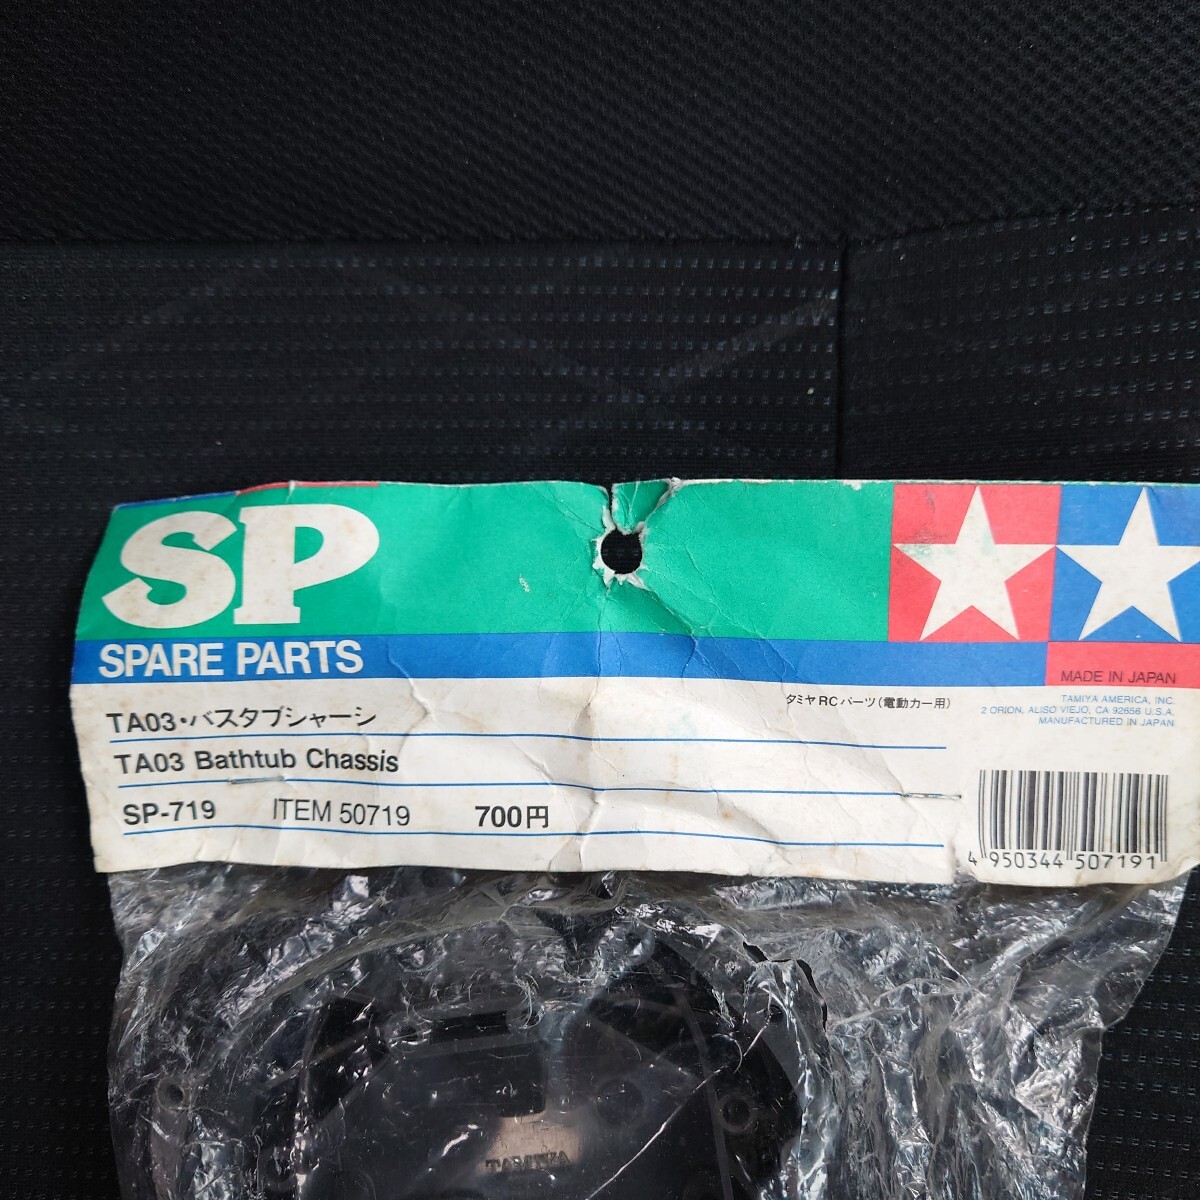 SP
SPARE PARTS
MADE IN JAPAN
TA03・バスタブシャーシ
タミヤRCパーツ(電動カー用)
TAMIYA AMERICA, INC.
2 ORION, ALISO VIEJO, CA 92656 U.S.A.
MANUFACTURED IN JAPAN
TA03 Bathtub Chassis
SP-719 ITEM 50719 700円
4 950344 507191
TAMIYA